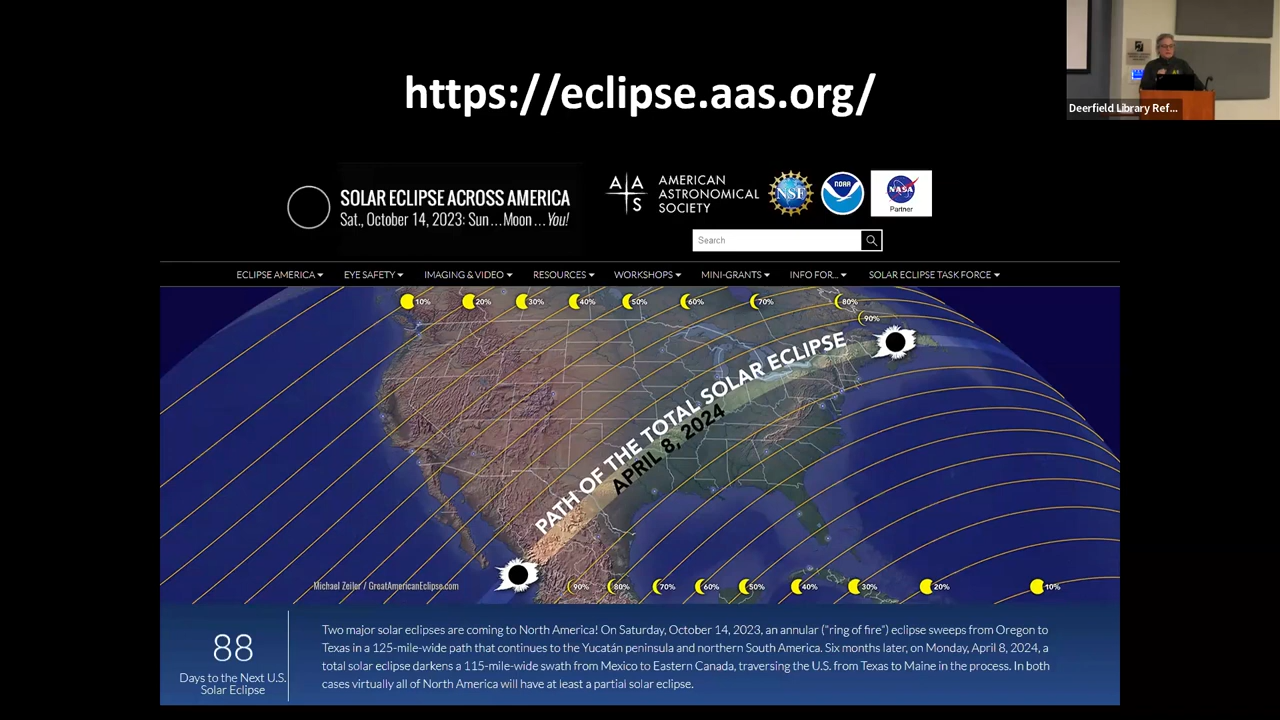 https://eclipse.aas.org/
Deerfield Library Ref...
SOLAR ECLIPSE ACROSS AMERICA
Sat., October 14, 2023: Sun...Moon...You!
A A
S
AMERICAN
ASTRONOMICAL
SOCIETY
NSF
NOAA
NASA
Partner
Search
ECLIPSE AMERICA EYE SAFETY IMAGING & VIDEO RESOURCES WORKSHOPS MINI-GRANTS INFO FOR... SOLAR ECLIPSE TASK FORCE
10% 20% 30% 40% 50% 60% 70% 80%
90%
PATH OF THE TOTAL SOLAR ECLIPSE
APRIL 8, 2024
Michael Zeiler / GreatAmericanEclipse.com
90% 80% 70% 60% 50% 40% 30% 20% 10%
88
Days to the Next U.S.
Solar Eclipse
Two major solar eclipses are coming to North America! On Saturday, October 14, 2023, an annular ("ring of fire") eclipse sweeps from Oregon to
Texas in a 125-mile-wide path that continues to the Yucatán peninsula and northern South America. Six months later, on Monday, April 8, 2024, a
total solar eclipse darkens a 115-mile-wide swath from Mexico to Eastern Canada, traversing the U.S. from Texas to Maine in the process. In both
cases virtually all of North America will have at least a partial solar eclipse.